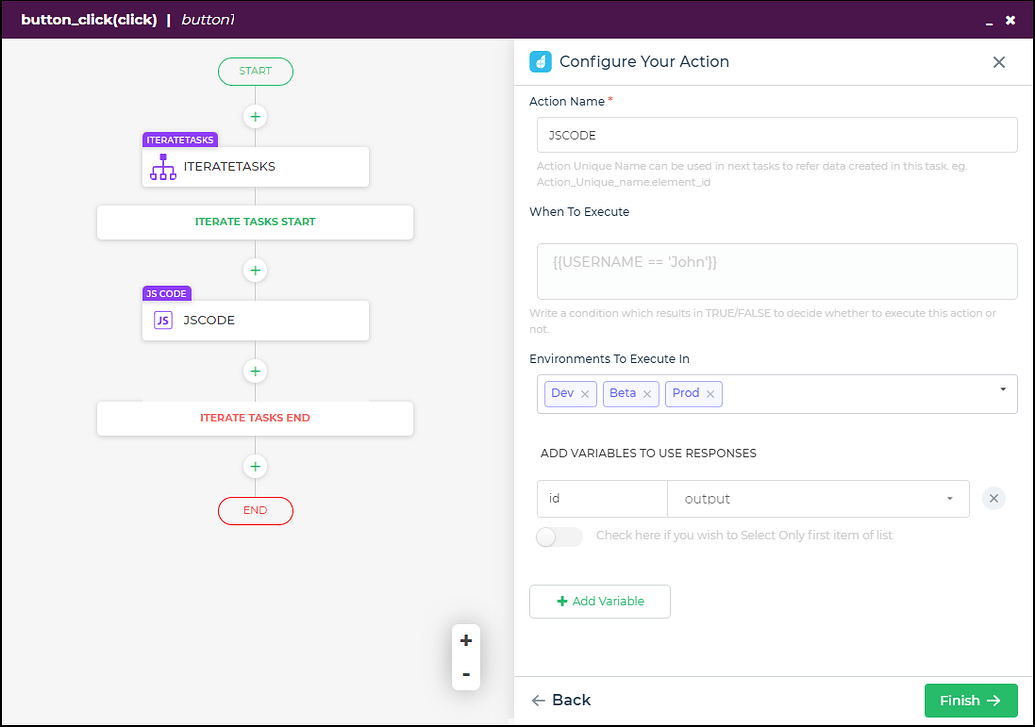 button_click(click) | button1
START
+
ITERATETASKS
ITERATETASKS
ITERATE TASKS START
+
JS CODE
JS JSCODE
+
ITERATE TASKS END
+
END
+
-
Configure Your Action
Action Name *
JSCODE
Action Unique Name can be used in next tasks to refer data created in this task. eg.
Action_Unique_name.element_id
When To Execute
{{USERNAME == 'John'}}
Write a condition which results in TRUE/FALSE to decide whether to execute this action or
not.
Environments To Execute In
Dev × Beta × Prod ×
ADD VARIABLES TO USE RESPONSES
id output
Check here if you wish to Select Only first item of list
+ Add Variable
← Back
Finish →